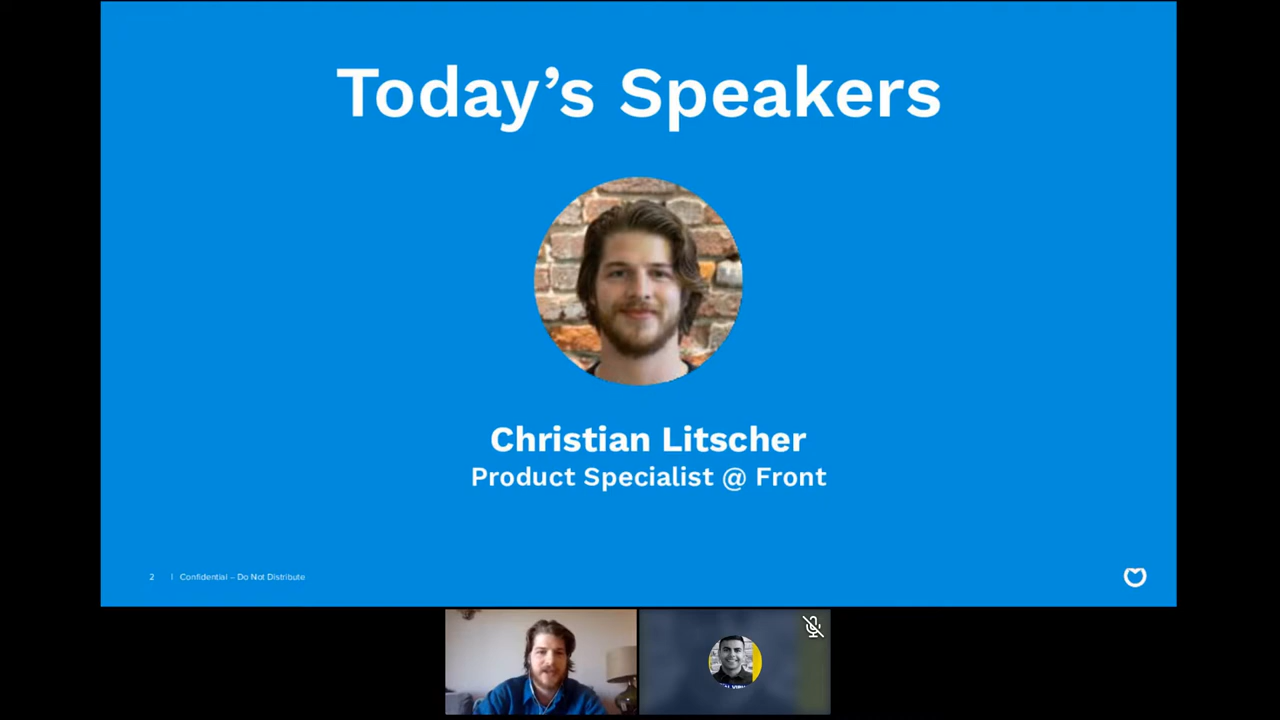 Today’s Speakers
Christian Litscher
Product Specialist @ Front
2 | Confidential – Do Not Distribute